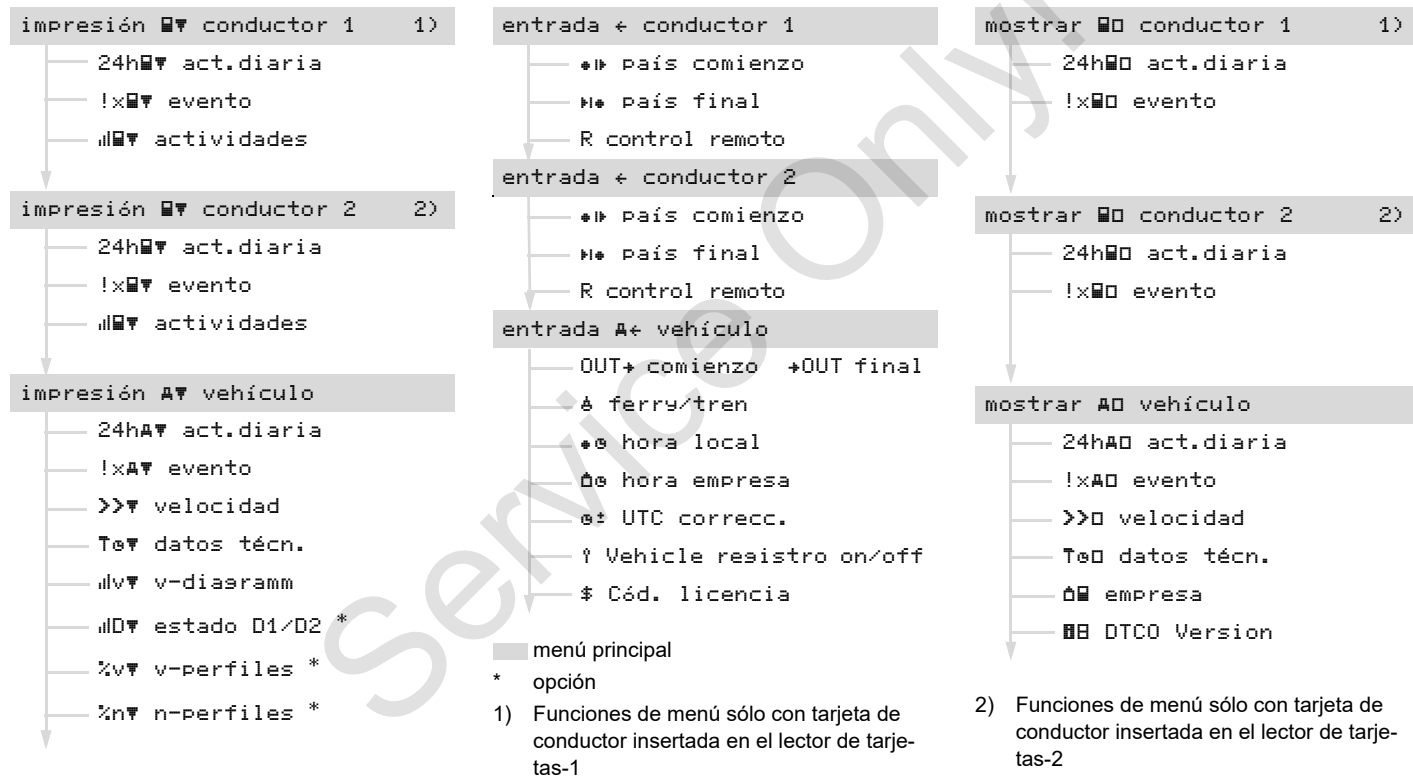 impresión conductor 1 1)
24h act.diaria
!x evento
actividades
impresión conductor 2 2)
24h act.diaria
!x evento
actividades
impresión vehículo
24h act.diaria
!x evento
>> velocidad
datos técn.
v v-diagramm
D estado D1/D2 *
%v v-perfiles *
%n n-perfiles *
entrada ← conductor 1
país comienzo
país final
R control remoto
entrada ← conductor 2
país comienzo
país final
R control remoto
entrada ← vehículo
OUT→ comienzo →OUT final
ferry/tren
hora local
hora empresa
UTC correcc.
Vehicle registro on/off
$ Cód. licencia
menú principal
* opción
1) Funciones de menú sólo con tarjeta de
conductor insertada en el lector de tarje-
tas-1
mostrar conductor 1 1)
24h act.diaria
!x evento
mostrar conductor 2 2)
24h act.diaria
!x evento
mostrar vehículo
24h act.diaria
!x evento
>> velocidad
datos técn.
empresa
DTCO Version
2) Funciones de menú sólo con tarjeta de
conductor insertada en el lector de tarje-
tas-2
Service Only!